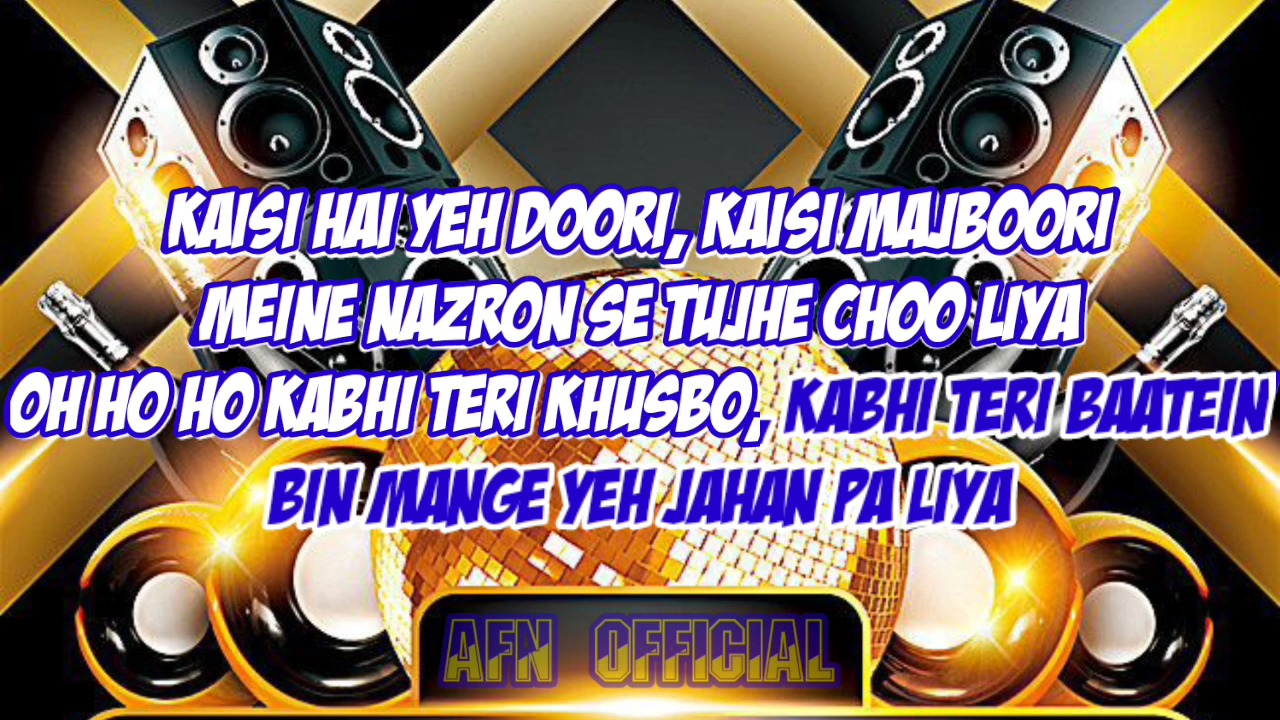 KAISI HAI YEH DOORI, KAISI MAJBOORI
MEINE NAZRON SE TUJHE CHOO LIYA
OH HO HO KABHI TERI KHUSBO, KABHI TERI BAATEIN
BIN MANGE YEH JAHAN PA LIYA
AFN OFFICIAL